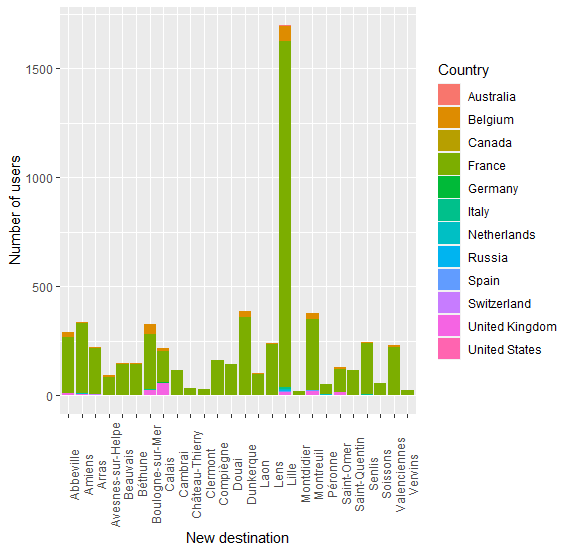 Number of users
1500
1000
500
0
Abbeville
Amiens
Arras
Avesnes-sur-Helpe
Beauvais
Béthune
Boulogne-sur-Mer
Calais
Cambrai
Château-Thierry
Clermont
Compiègne
Douai
Dunkerque
Laon
Lens
Lille
Montdidier
Montreuil
Péronne
Saint-Omer
Saint-Quentin
Senlis
Soissons
Valenciennes
Vervins
New destination
Country
Australia
Belgium
Canada
France
Germany
Italy
Netherlands
Russia
Spain
Switzerland
United Kingdom
United States